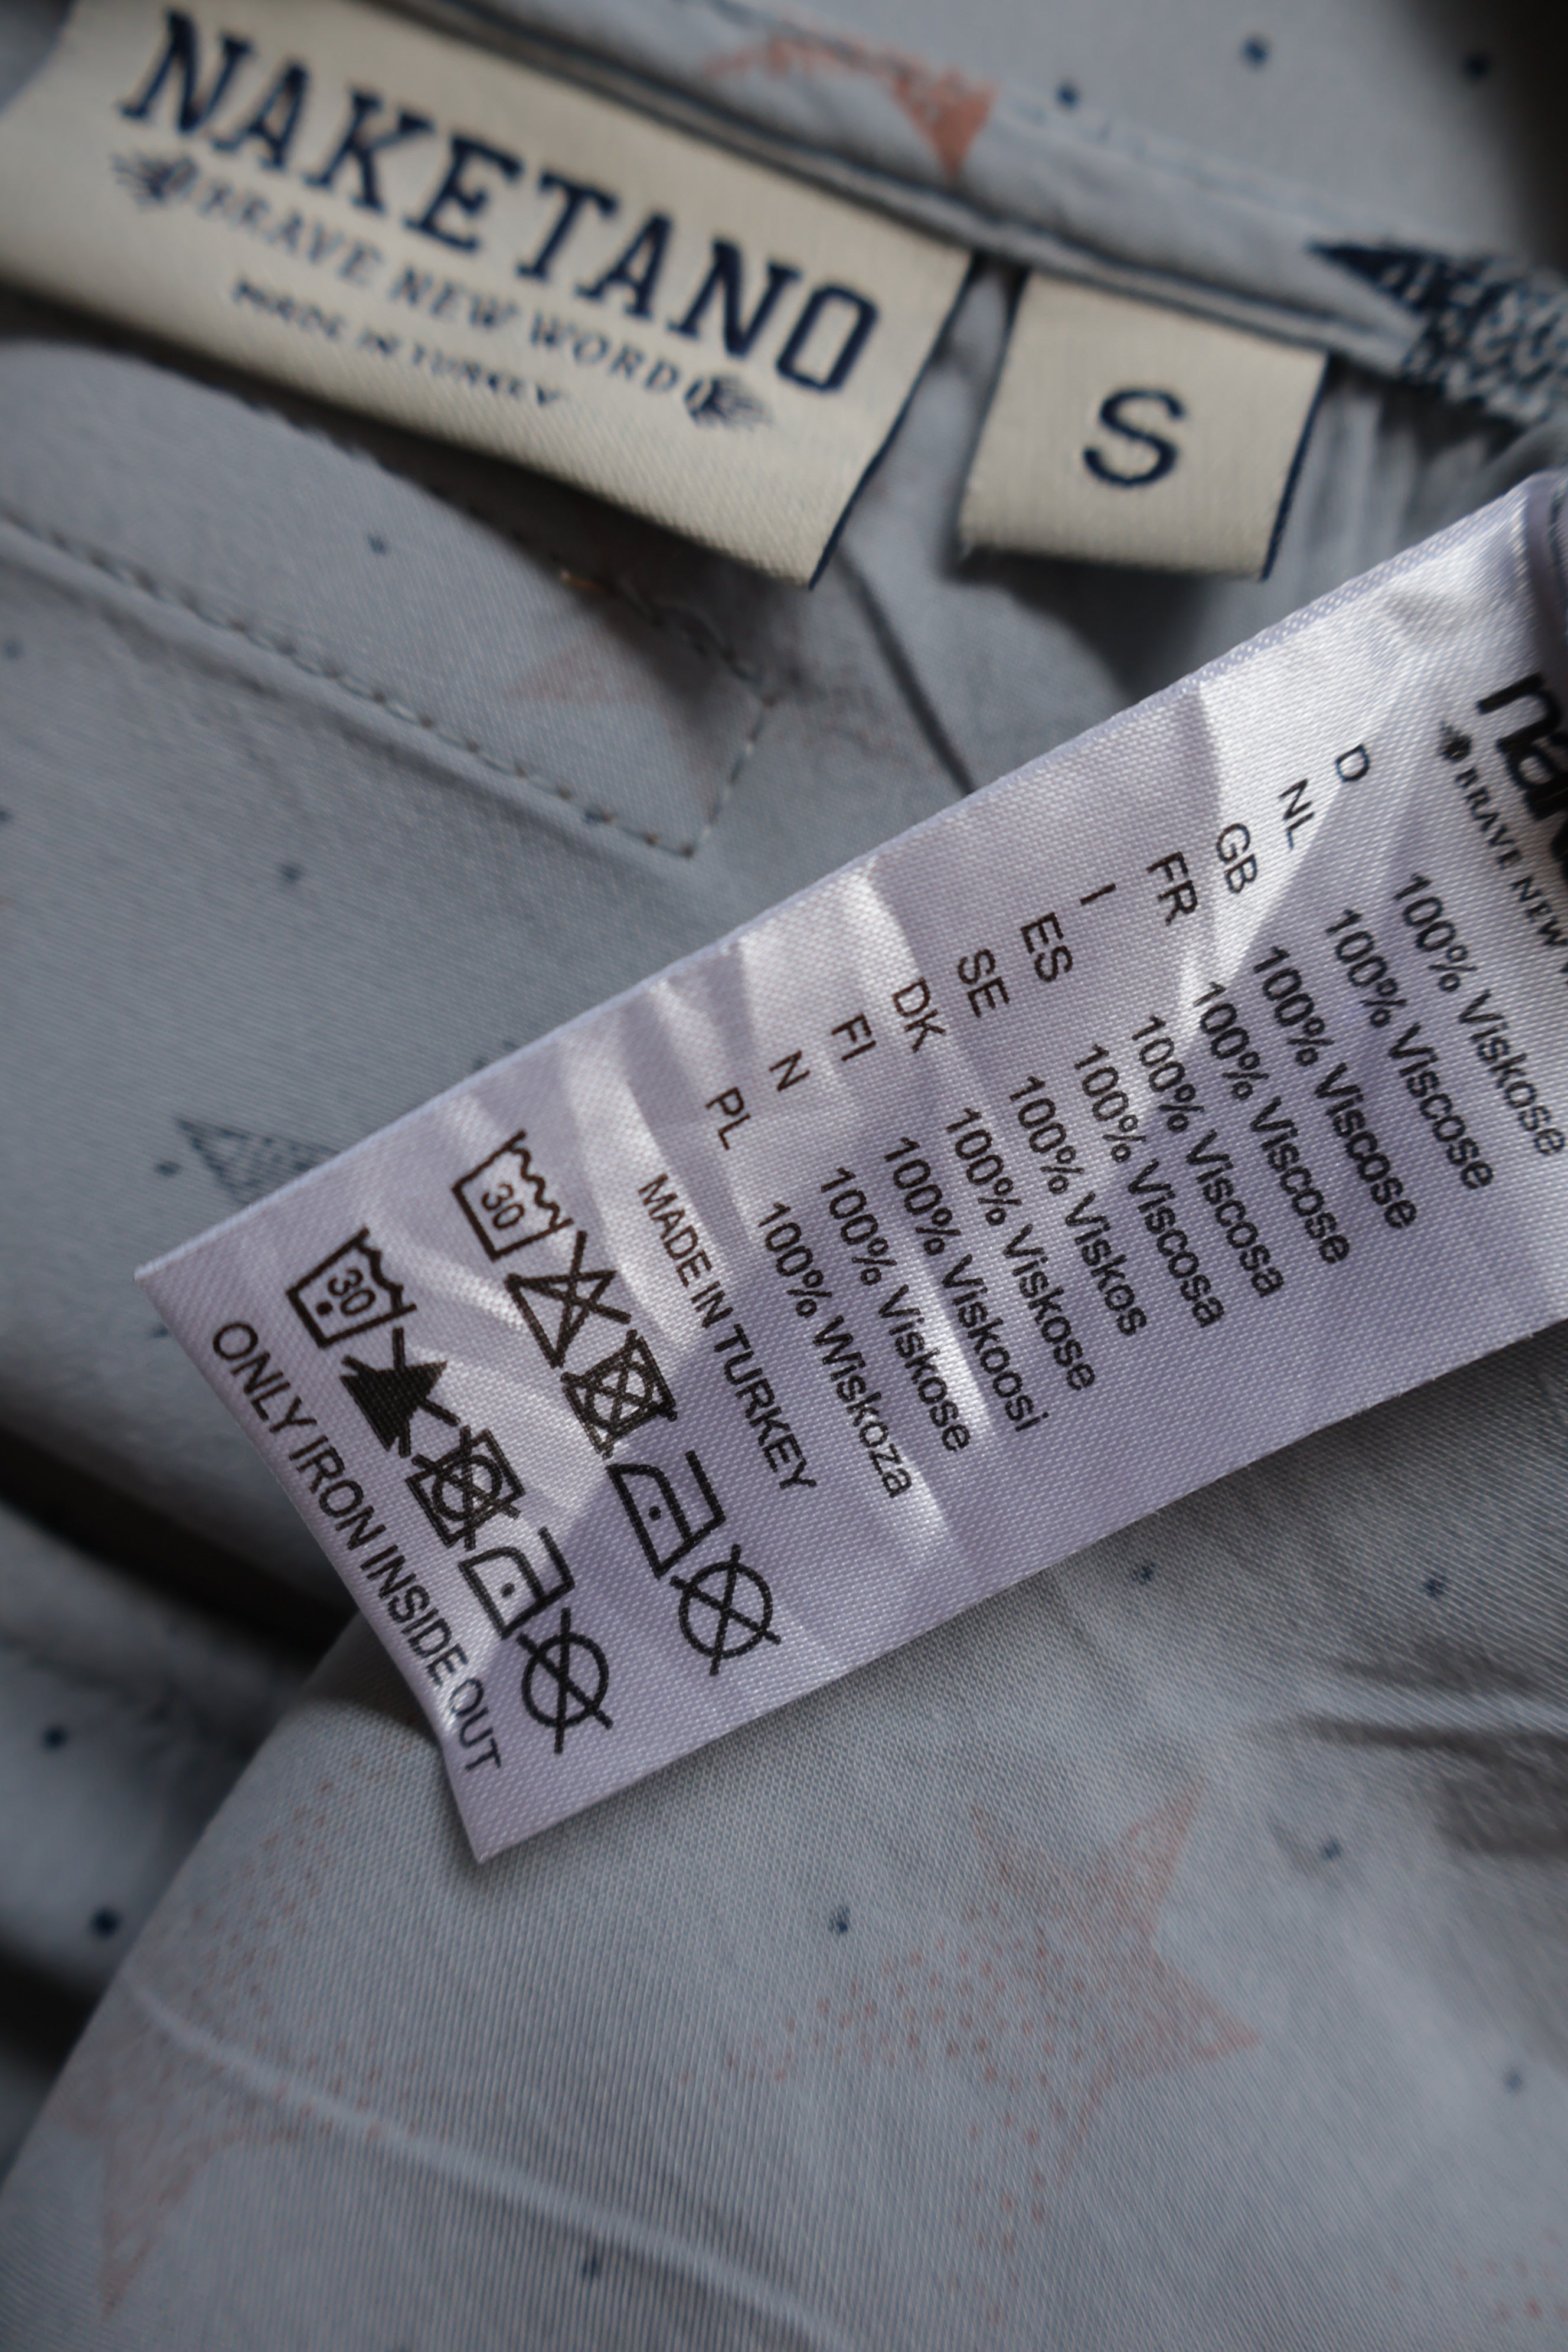 NAKETANO
BRAVE NEW WORD
MADE IN TURKEY
S
BRAVE NEW
D 100% Viskose
NL 100% Viscose
GB 100% Viscose
FR 100% Viscose
I 100% Viscosa
ES 100% Viscosa
SE 100% Viskos
DK 100% Viskose
FI 100% Viskoosi
N 100% Viskose
PL 100% Wiskoza
MADE IN TURKEY
30
30
ONLY IRON INSIDE OUT